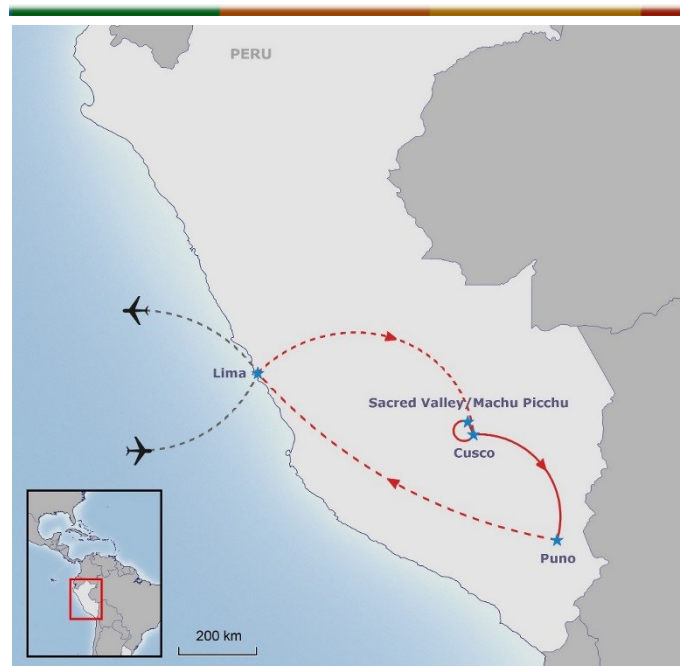 PERU
Lima
Sacred Valley/Machu Picchu
Cusco
Puno
200 km